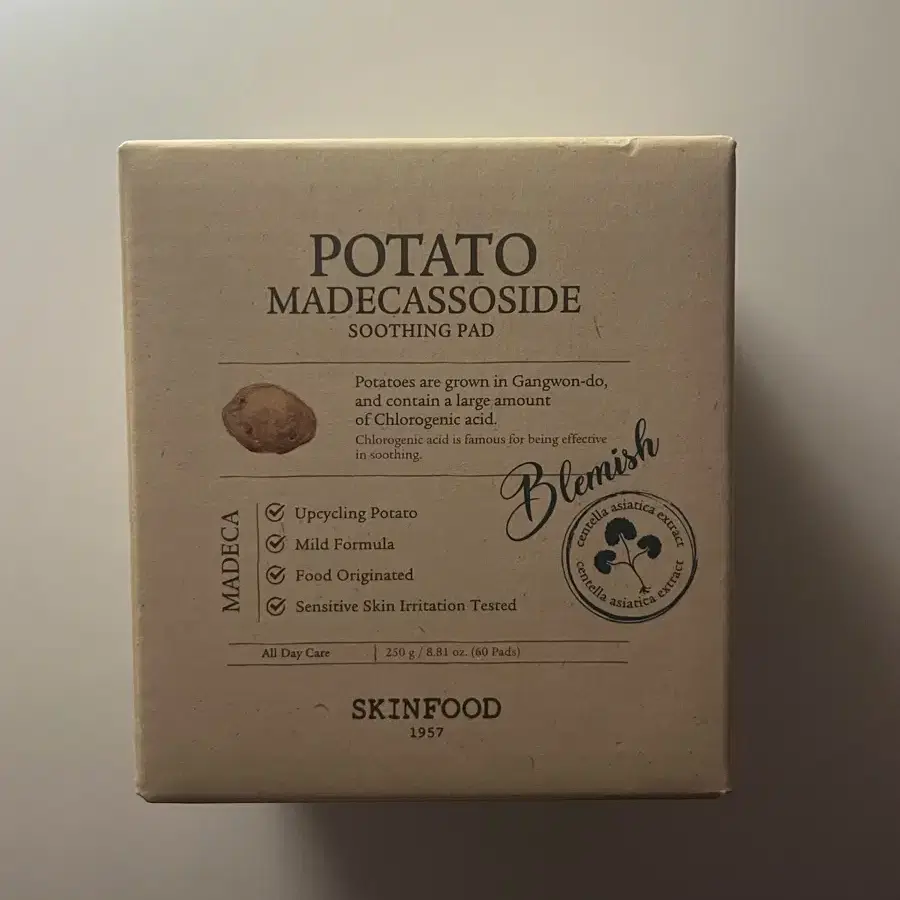 POTATO
MADECASSOSIDE
SOOTHING PAD
Potatoes are grown in Gangwon-do,
and contain a large amount
of Chlorogenic acid.
Chlorogenic acid is famous for being effective
in soothing.
Blemish
MADECA
Upcycling Potato
Mild Formula
Food Originated
Sensitive Skin Irritation Tested
centella asiatica extract
centella asiatica extract
All Day Care | 250 g / 8.81 oz. (60 Pads)
SKINFOOD
1957